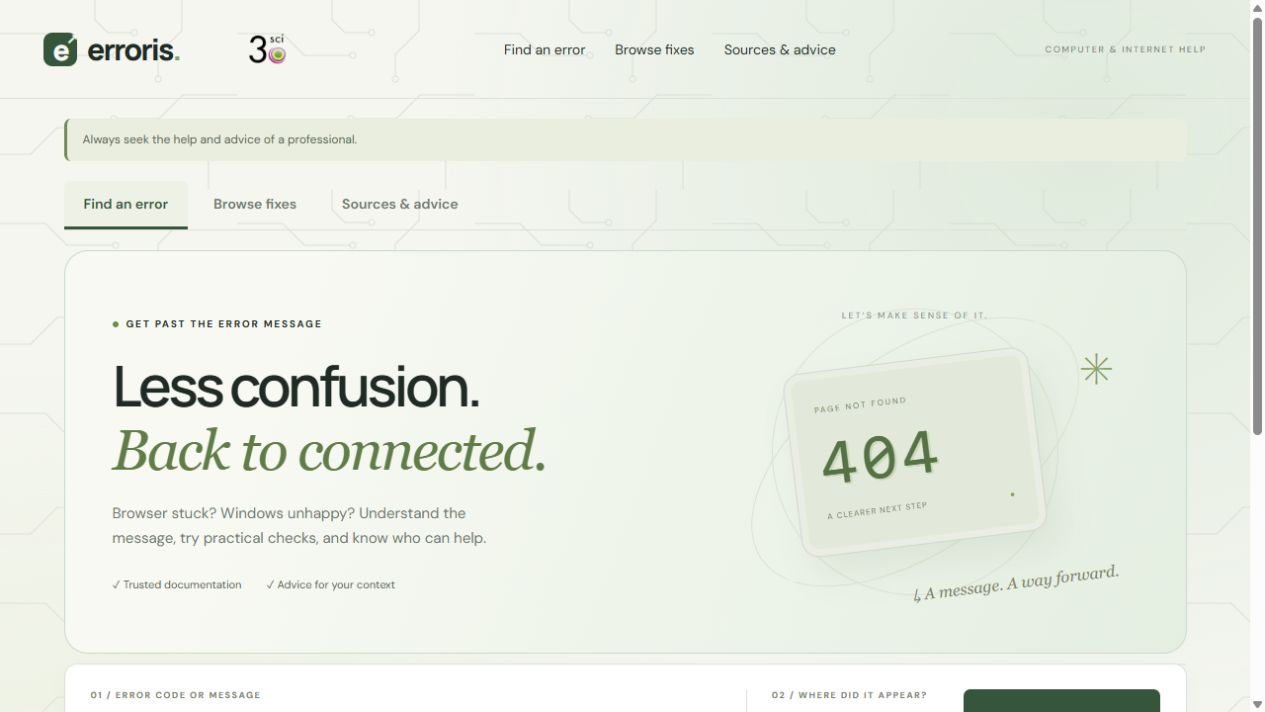 é erroris.
3 sci
Find an error Browse fixes Sources & advice
COMPUTER & INTERNET HELP
Always seek the help and advice of a professional.
Find an error Browse fixes Sources & advice
GET PAST THE ERROR MESSAGE
Less confusion.
Back to connected.
Browser stuck? Windows unhappy? Understand the
message, try practical checks, and know who can help.
✓ Trusted documentation ✓ Advice for your context
LET'S MAKE SENSE OF IT.
PAGE NOT FOUND
404
A CLEARER NEXT STEP
↳ A message. A way forward.
01 / ERROR CODE OR MESSAGE
02 / WHERE DID IT APPEAR?